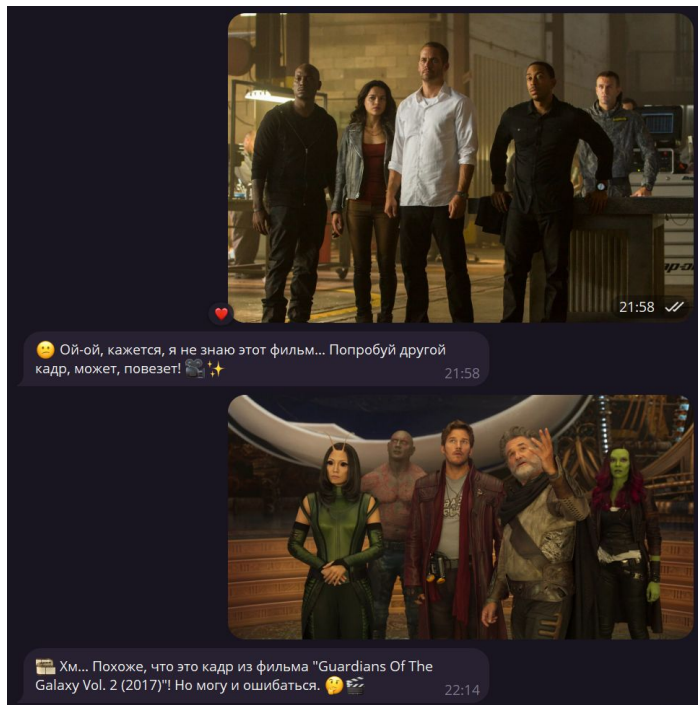 21:58
😕 Ой-ой, кажется, я не знаю этот фильм... Попробуй другой
кадр, может, повезет! 🎥✨
21:58
Хм... Похоже, что это кадр из фильма "Guardians Of The
Galaxy Vol. 2 (2017)"! Но могу и ошибаться. 🤔🎬
22:14